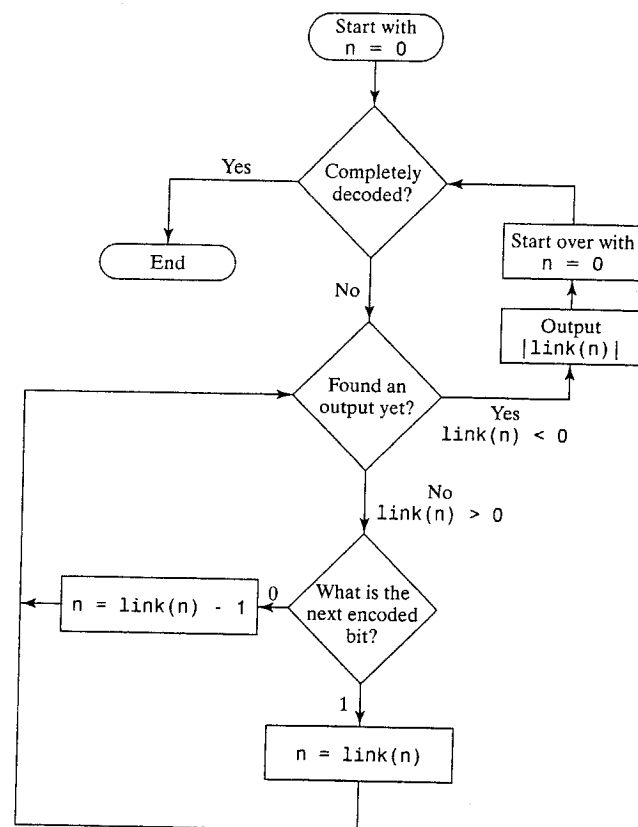 Start with
n = 0
Completely
decoded?
Yes
End
No
Start over with
n = 0
Output
|link(n)|
Found an
output yet?
Yes
link(n) < 0
No
link(n) > 0
What is the
next encoded
bit?
0
n = link(n) - 1
1
n = link(n)